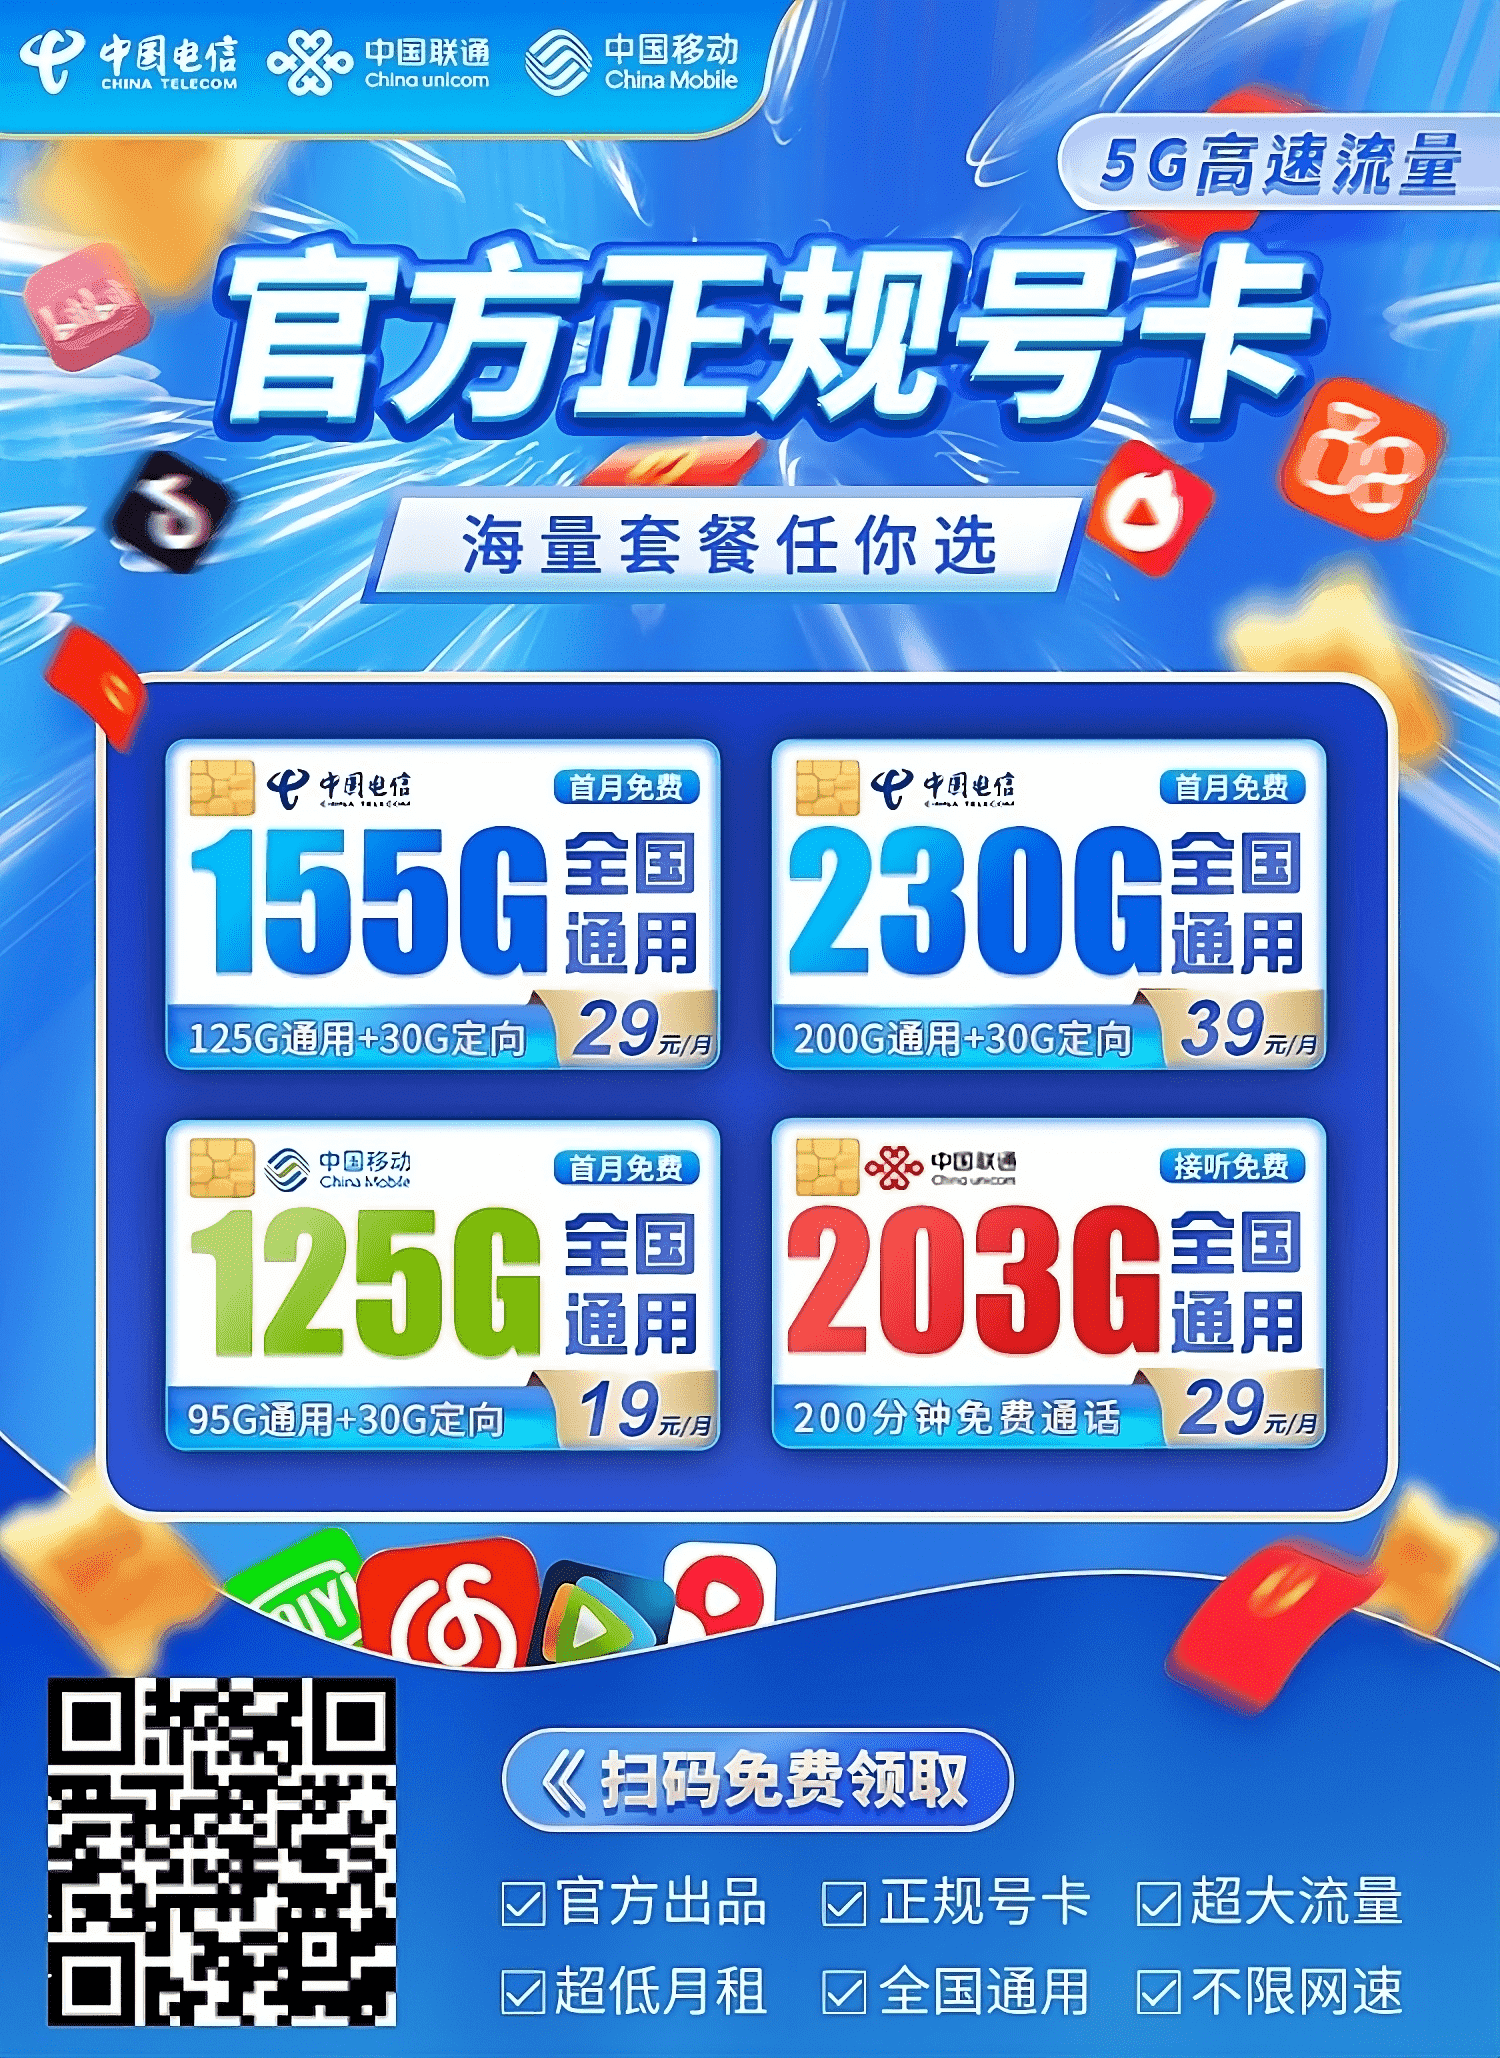 中国电信
CHINA TELECOM
中国联通
China unicom
中国移动
China Mobile
5G高速流量
官方正规号卡
海量套餐任你选
中国电信
CHINA TELECOM
首月免费
155G
全国
通用
125G通用+30G定向
29元/月
中国电信
CHINA TELECOM
首月免费
230G
全国
通用
200G通用+30G定向
39元/月
中国移动
China Mobile
首月免费
125G
全国
通用
95G通用+30G定向
19元/月
中国联通
China unicom
接听免费
203G
全国
通用
200分钟免费通话
29元/月
扫码免费领取
官方出品
正规号卡
超大流量
超低月租
全国通用
不限网速